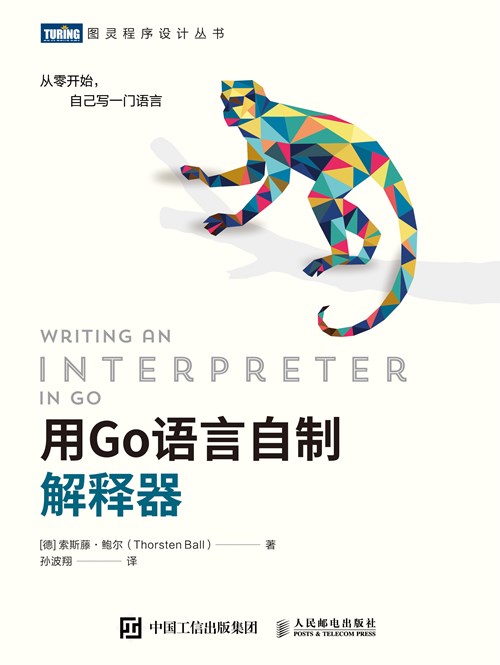 TURING 图灵程序设计丛书
从零开始，
自己写一门语言
WRITING AN
INTERPRETER
IN GO
用Go语言自制
解释器
[德] 索斯藤·鲍尔（Thorsten Ball） 著
孙波翔 译
中国工信出版集团 人民邮电出版社
POSTS & TELECOM PRESS